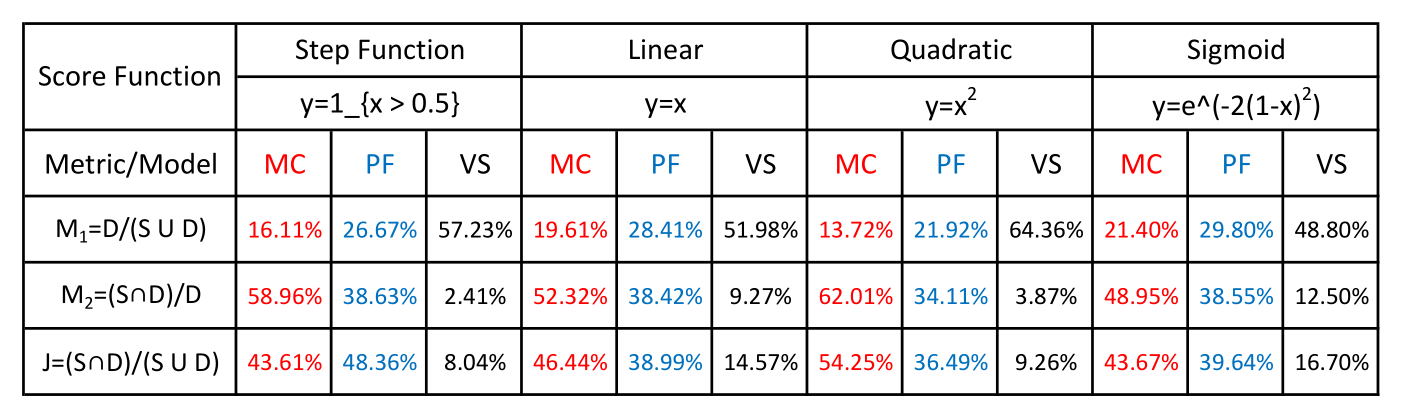 Score Function Step Function Linear Quadratic Sigmoid
y=1_{x > 0.5} y=x y=x² y=e^(-2(1-x)²)
Metric/Model MC PF VS MC PF VS MC PF VS MC PF VS
M₁=D/(S U D) 16.11% 26.67% 57.23% 19.61% 28.41% 51.98% 13.72% 21.92% 64.36% 21.40% 29.80% 48.80%
M₂=(S∩D)/D 58.96% 38.63% 2.41% 52.32% 38.42% 9.27% 62.01% 34.11% 3.87% 48.95% 38.55% 12.50%
J=(S∩D)/(S U D) 43.61% 48.36% 8.04% 46.44% 38.99% 14.57% 54.25% 36.49% 9.26% 43.67% 39.64% 16.70%